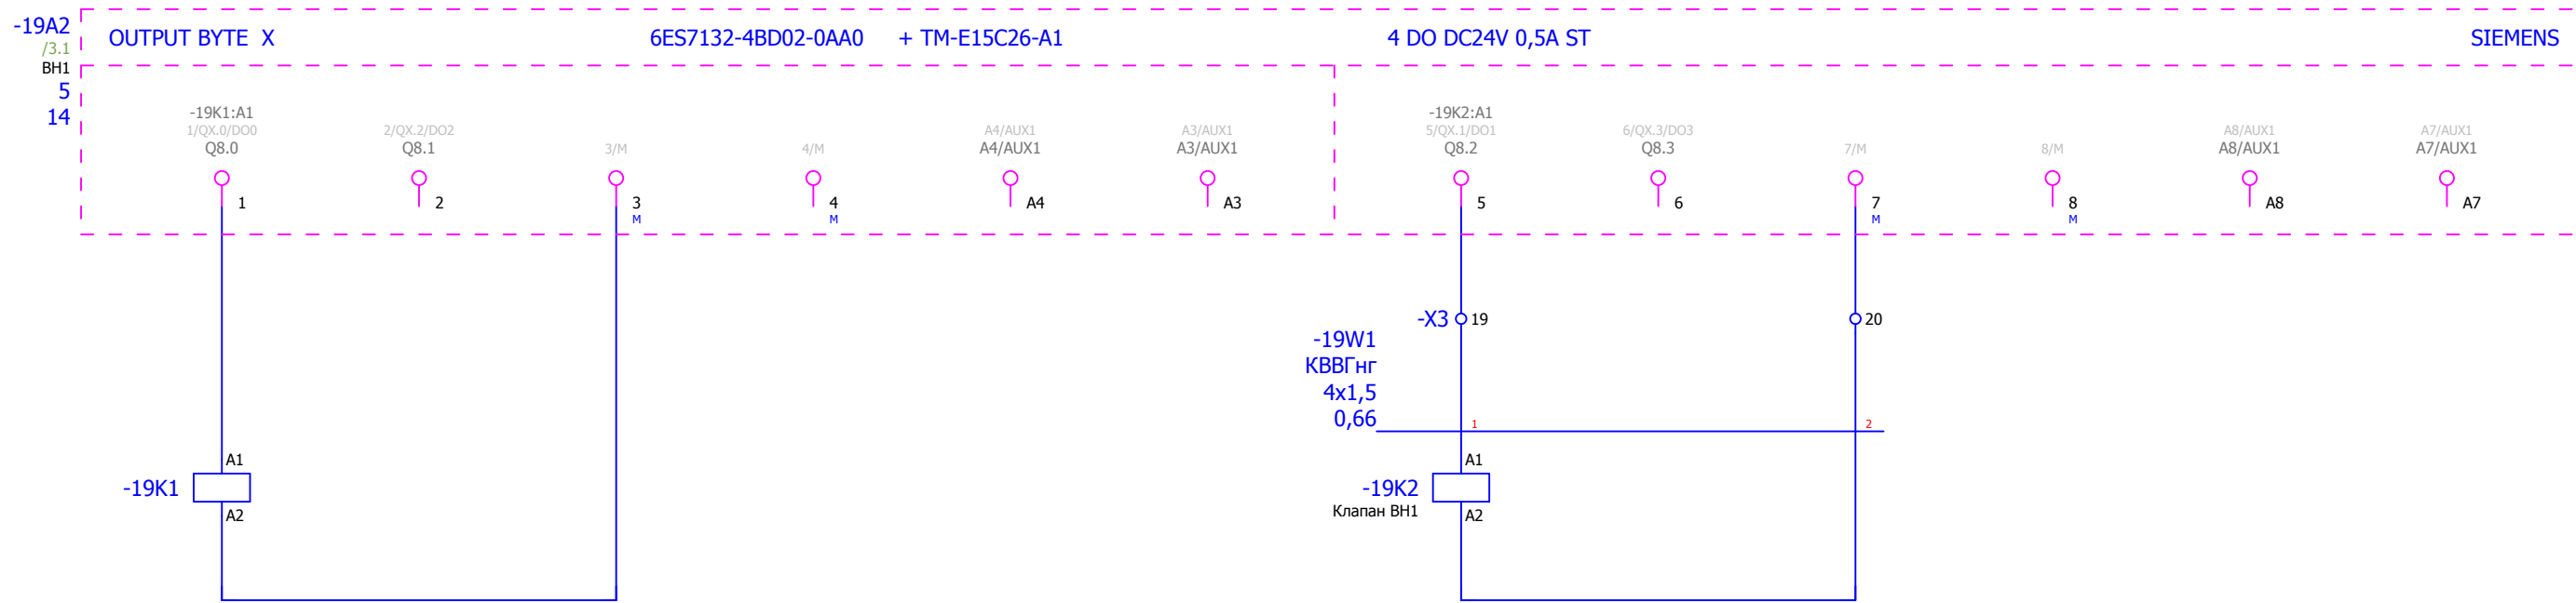 -19A2
/3.1
ВН1
5
14
OUTPUT BYTE X
6ES7132-4BD02-0AA0 + TM-E15C26-A1
4 DO DC24V 0,5A ST
SIEMENS
-19K1:A1
1/QX.0/DO0
Q8.0
1
2/QX.2/DO2
Q8.1
2
3/M
3
M
4/M
4
M
A4/AUX1
A4/AUX1
A4
A3/AUX1
A3/AUX1
A3
-19K2:A1
5/QX.1/DO1
Q8.2
5
6/QX.3/DO3
Q8.3
6
7/M
7
M
8/M
8
M
A8/AUX1
A8/AUX1
A8
A7/AUX1
A7/AUX1
A7
-X3
19
20
-19W1
КВВГнг
4х1,5
0,66
1
2
A1
-19K1
A2
A1
-19K2
Клапан ВН1
A2